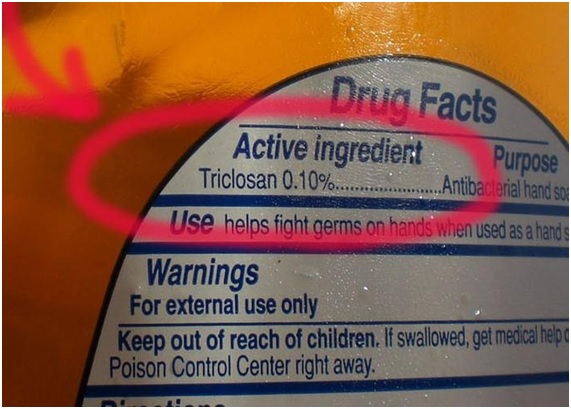 Drug Facts
Active ingredient Purpose
Triclosan 0.10%......................Antibacterial hand
Use helps fight germs on hands when used as a hand
Warnings
For external use only
Keep out of reach of children. If swallowed, get medical help
Poison Control Center right away.
Directions